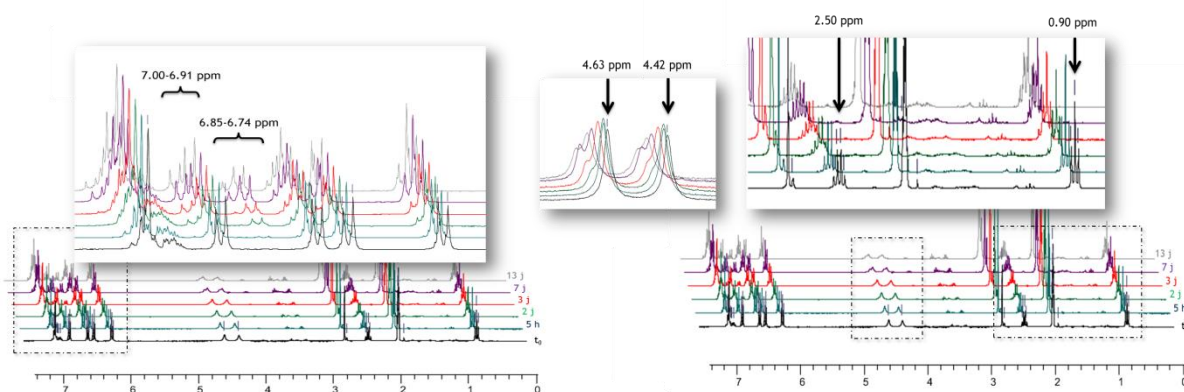 7.00-6.91 ppm
6.85-6.74 ppm
4.63 ppm
4.42 ppm
2.50 ppm
0.90 ppm
13 j
7 j
3 j
2 j
5 h
t₀
7 6 5 4 3 2 1 0
13 j
7 j
3 j
2 j
5 h
t
7 6 5 4 3 2 1 0